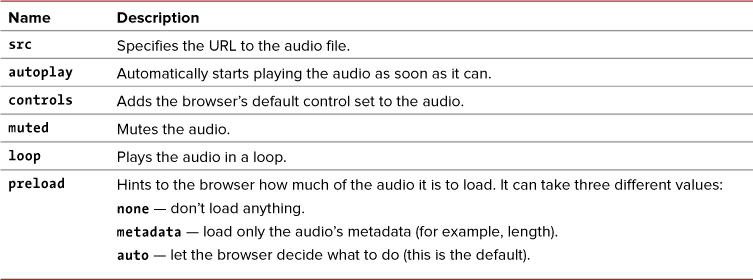 Name Description
src Specifies the URL to the audio file.
autoplay Automatically starts playing the audio as soon as it can.
controls Adds the browser’s default control set to the audio.
muted Mutes the audio.
loop Plays the audio in a loop.
preload Hints to the browser how much of the audio it is to load. It can take three different values:
none — don’t load anything.
metadata — load only the audio’s metadata (for example, length).
auto — let the browser decide what to do (this is the default).